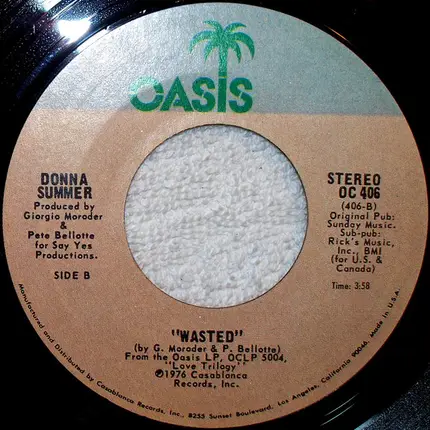 OASIS
DONNA
SUMMER
Produced by
Giorgio Moroder
&
Pete Bellotte
for Say Yes
Productions.
SIDE B
STEREO
OC 406
(406-B)
Original Pub:
Sunday Music.
Sub-pub:
Rick's Music,
Inc., BMI
(for U.S. &
Canada)
Time: 3:58
"WASTED"
(by G. Moroder & P. Bellotte)
From the Oasis LP, OCLP 5004,
"Love Trilogy"
℗1976 Casablanca
Records, Inc.
Manufactured and Distributed by Casablanca Records, Inc., 8255 Sunset Boulevard, Los Angeles, California 90046. Made in U.S.A.